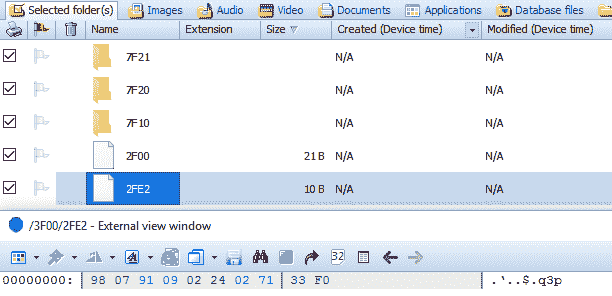 Selected folder(s) Images Audio Video Documents Applications Database files
Name Extension Size Created (Device time) Modified (Device time)
7F21 N/A N/A
7F20 N/A N/A
7F10 N/A N/A
2F00 21 B N/A N/A
2FE2 10 B N/A N/A
/3F00/2FE2 - External view window
32
00000000: 98 07 91 09 02 24 02 71 33 F0 .'..$.q3p